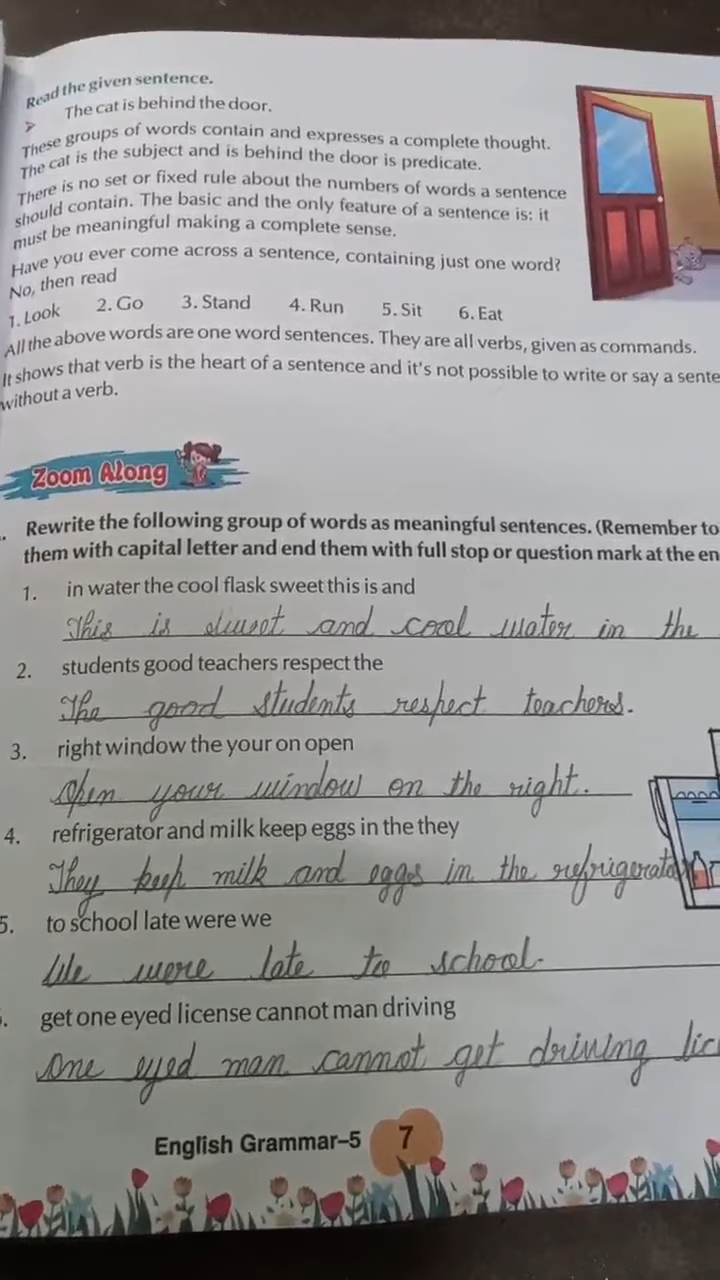 Read the given sentence.
The cat is behind the door.
These groups of words contain and expresses a complete thought.
The cat is the subject and is behind the door is predicate.
There is no set or fixed rule about the numbers of words a sentence
should contain. The basic and the only feature of a sentence is: it
must be meaningful making a complete sense.
Have you ever come across a sentence, containing just one word?
No, then read
1. Look 2. Go 3. Stand 4. Run 5. Sit 6. Eat
All the above words are one word sentences. They are all verbs, given as commands.
It shows that verb is the heart of a sentence and it's not possible to write or say a sente
without a verb.
Zoom Along
Rewrite the following group of words as meaningful sentences. (Remember to
them with capital letter and end them with full stop or question mark at the en
1. in water the cool flask sweet this is and
This is sweet and cool water in the
2. students good teachers respect the
The good students respect teachers.
3. right window the your on open
Open your window on the right.
4. refrigerator and milk keep eggs in the they
They keep milk and eggs in the refrigerator
5. to school late were we
We were late to school.
. get one eyed license cannot man driving
One eyed man cannot get driving lic
English Grammar–5 7